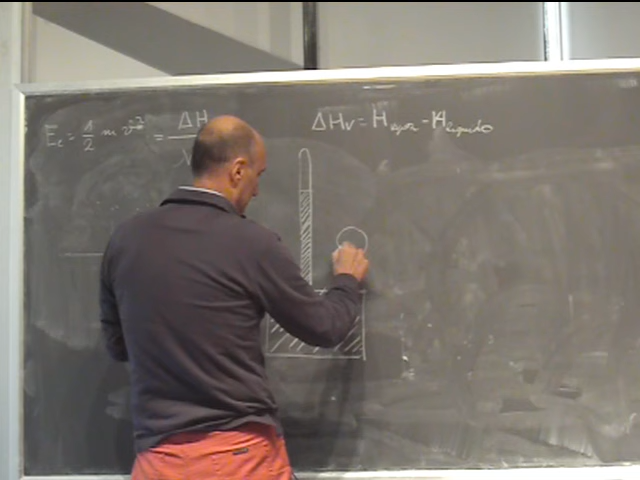 Ec = 1/2 m v² = ΔH
ΔHv = Hvapor - Hliquido